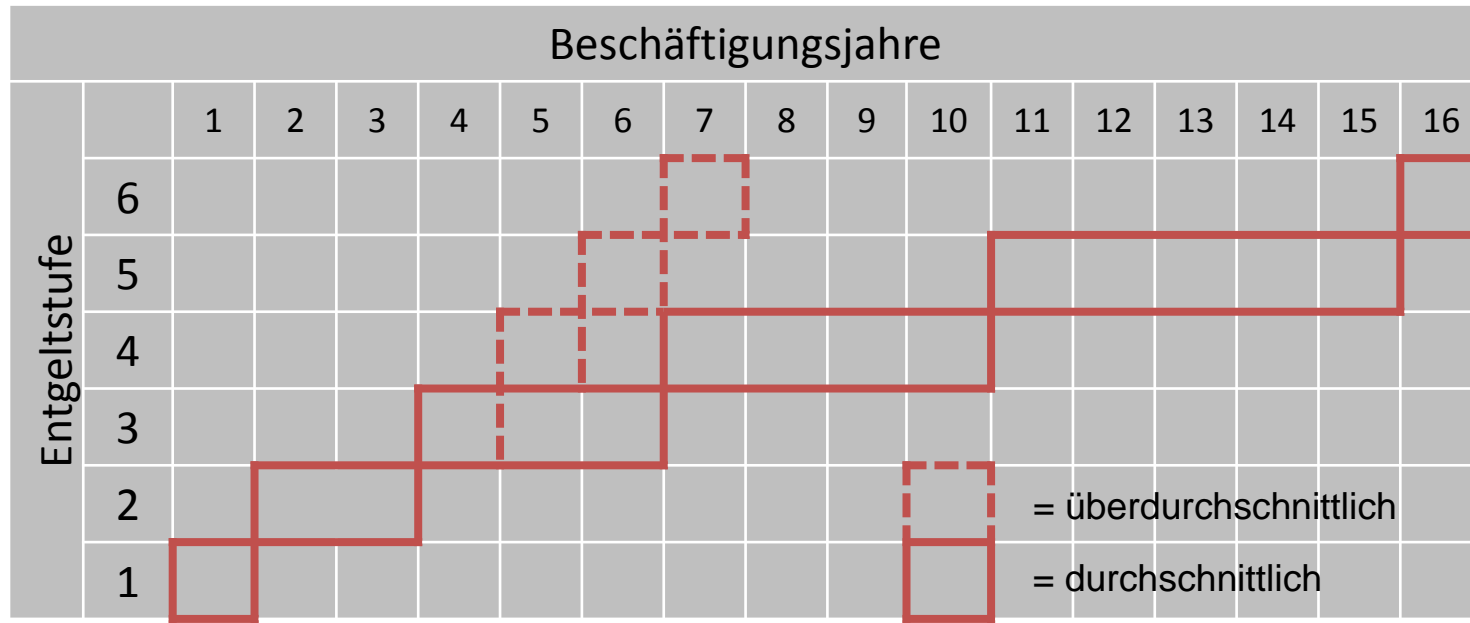 Beschäftigungsjahre
1 2 3 4 5 6 7 8 9 10 11 12 13 14 15 16
Entgeltstufe
6
5
4
3
2
= überdurchschnittlich
1
= durchschnittlich